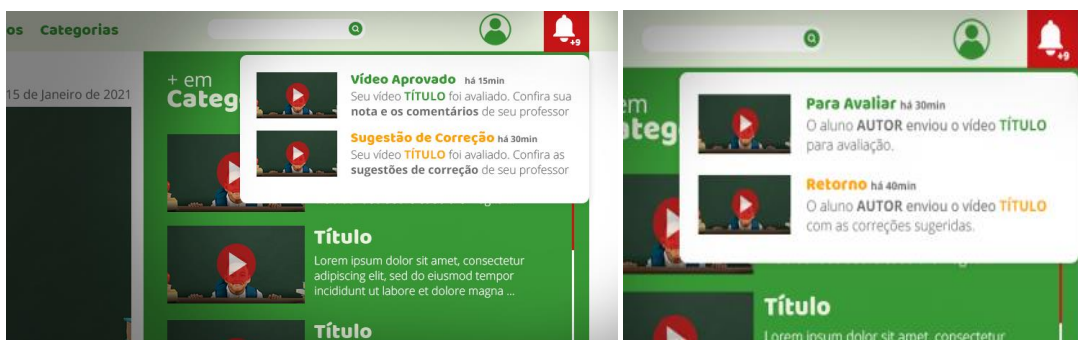 os Categorias
+9
15 de Janeiro de 2021
+ em
Categ
Vídeo Aprovado há 15min
Seu vídeo TÍTULO foi avaliado. Confira sua
nota e os comentários de seu professor
Sugestão de Correção há 30min
Seu vídeo TÍTULO foi avaliado. Confira as
sugestões de correção de seu professor
Título
Lorem ipsum dolor sit amet, consectetur
adipiscing elit, sed do eiusmod tempor
incididunt ut labore et dolore magna ...
Título
+9
em
ateg
Para Avaliar há 30min
O aluno AUTOR enviou o vídeo TÍTULO
para avaliação.
Retorno há 40min
O aluno AUTOR enviou o vídeo TÍTULO
com as correções sugeridas.
Título
Lorem ipsum dolor sit amet, consectetur